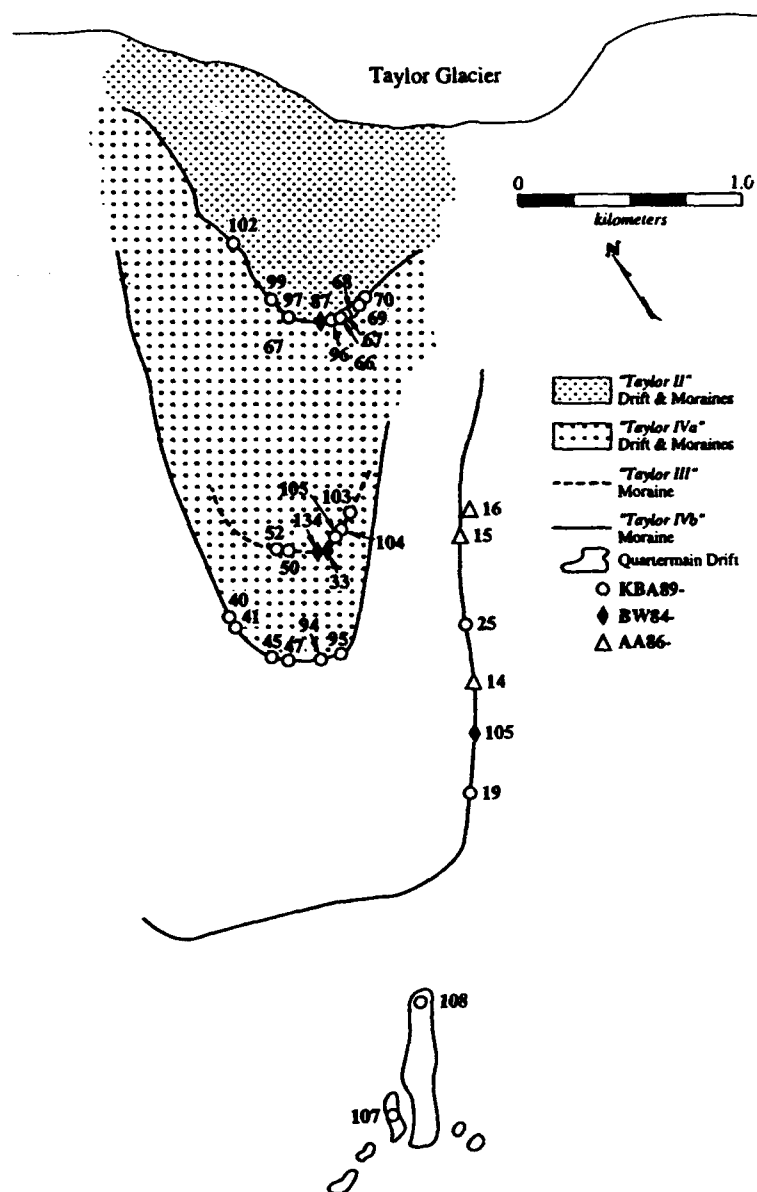 Taylor Glacier
0 1.0
kilometers
N
102
99
97
87
68
70
69
67
67
96
66
"Taylor II"
Drift & Moraines
"Taylor IVa"
Drift & Moraines
"Taylor III"
Moraine
"Taylor IVb"
Moraine
Quartermain Drift
KBA89-
BW84-
AA86-
105
103
134
104
52
50
33
16
15
40
41
45
47
94
95
25
14
105
19
108
107